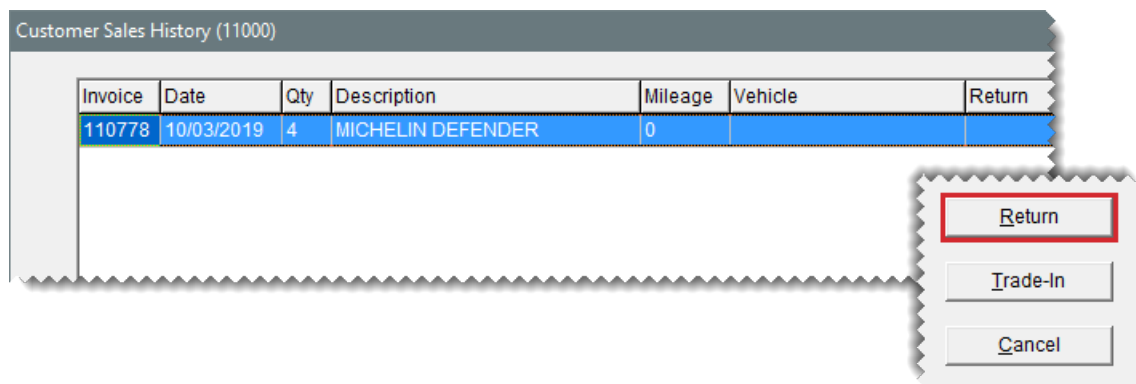 Customer Sales History (11000)
Invoice Date Qty Description Mileage Vehicle Return
110778 10/03/2019 4 MICHELIN DEFENDER 0
Return
Trade-In
Cancel